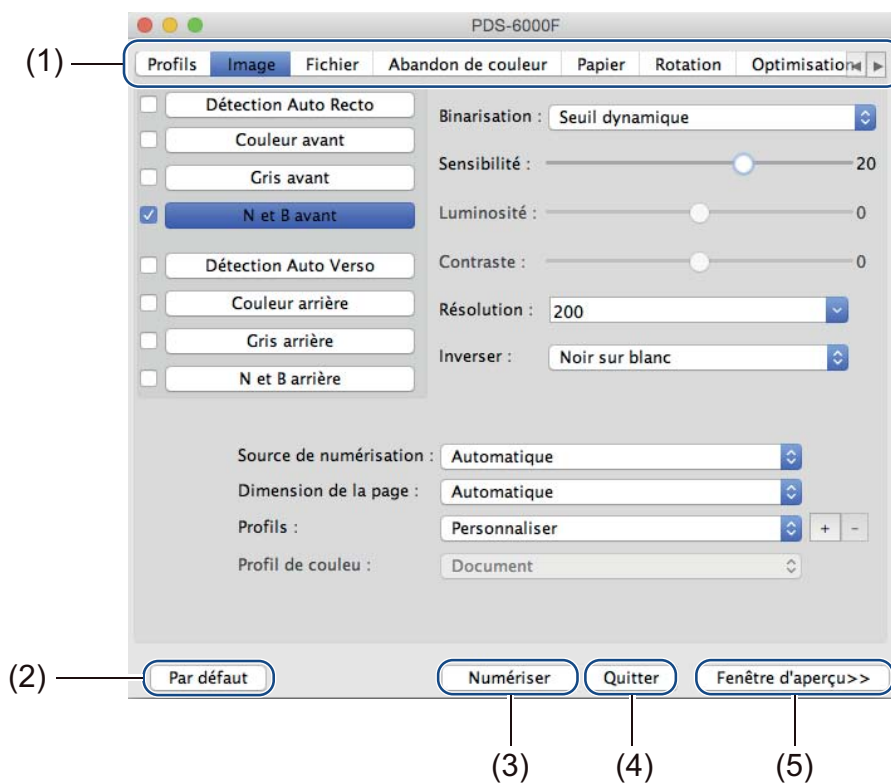 PDS-6000F
(1)
Profils Image Fichier Abandon de couleur Papier Rotation Optimisation
Détection Auto Recto
Couleur avant
Gris avant
N et B avant
Détection Auto Verso
Couleur arrière
Gris arrière
N et B arrière
Binarisation : Seuil dynamique
Sensibilité : 20
Luminosité : 0
Contraste : 0
Résolution : 200
Inverser : Noir sur blanc
Source de numérisation : Automatique
Dimension de la page : Automatique
Profils : Personnaliser + -
Profil de couleu : Document
(2) Par défaut Numériser Quitter Fenêtre d'aperçu>>
(3) (4) (5)